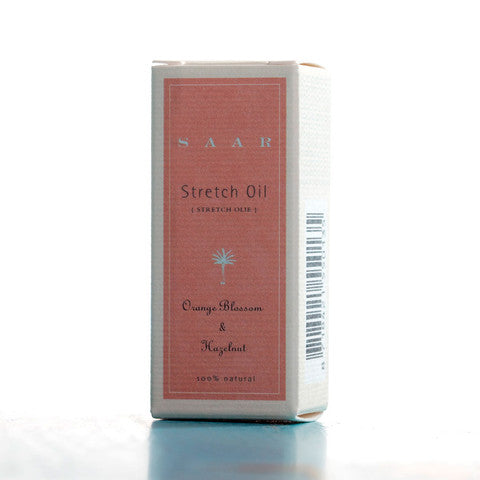 SAAR
Stretch Oil
{ STRETCH OLIE }
Orange Blossom
&
Hazelnut
100% natural